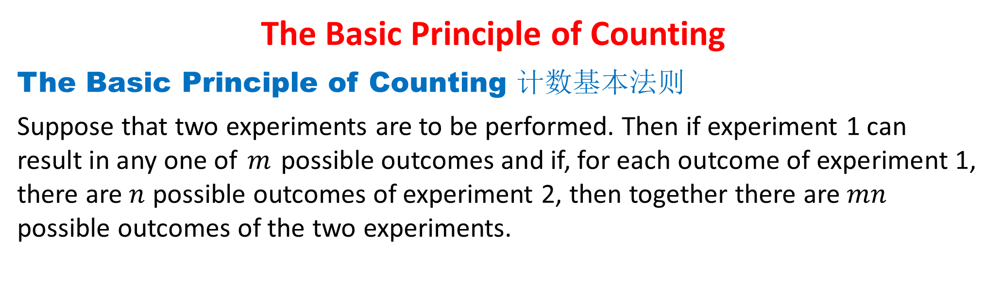 The Basic Principle of Counting
The Basic Principle of Counting 计数基本法则
Suppose that two experiments are to be performed. Then if experiment 1 can
result in any one of m possible outcomes and if, for each outcome of experiment 1,
there are n possible outcomes of experiment 2, then together there are mn
possible outcomes of the two experiments.